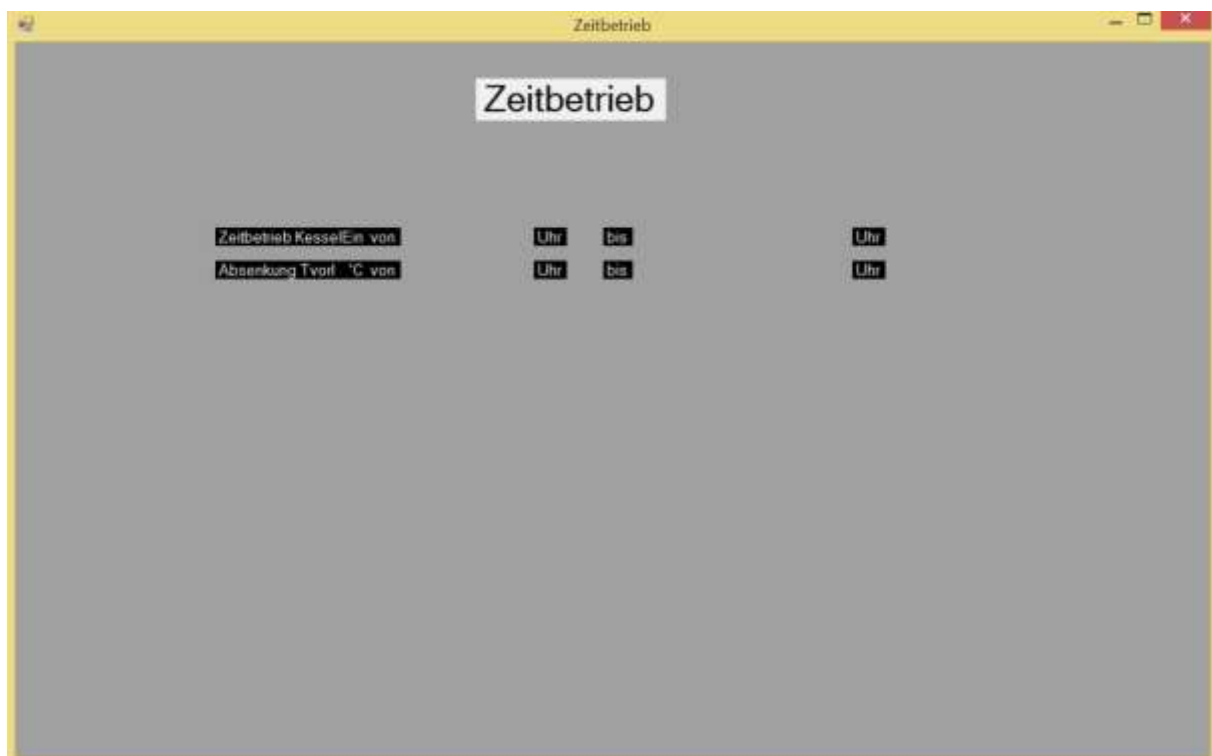 Zeitbetrieb
Zeitbetrieb
Zeitbetrieb KesselEin von Uhr bis Uhr
Absenkung Tvorl °C von Uhr bis Uhr